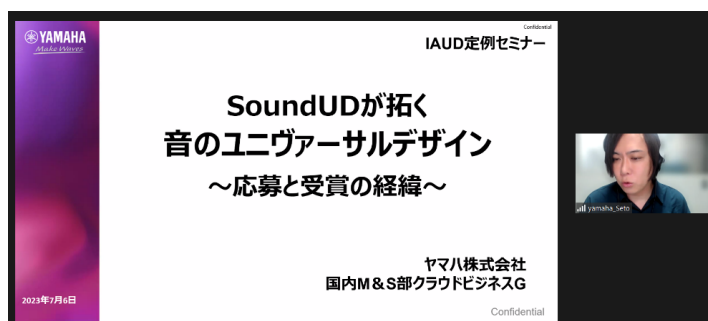 Confidential
YAMAHA
Make Waves
IAUD定例セミナー
SoundUDが拓く
音のユニヴァーサルデザイン
～応募と受賞の経緯～
yamaha_Seto
ヤマハ株式会社
国内M＆S部クラウドビジネスG
2023年7月6日
Confidential